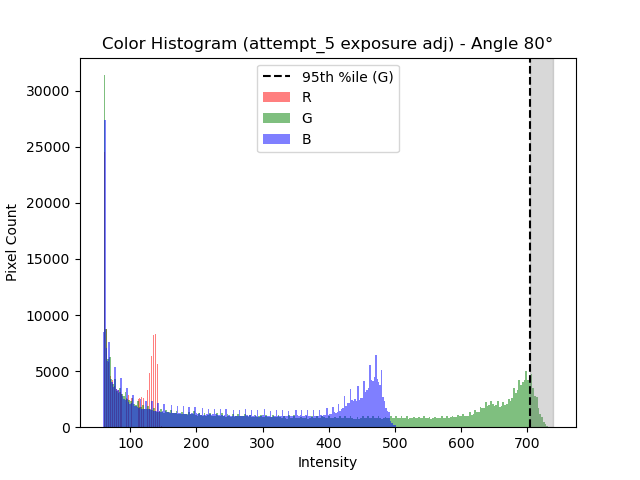 Color Histogram (attempt_5 exposure adj) - Angle 80°
95th %ile (G)
R
G
B
30000
25000
20000
15000
10000
5000
0
Pixel Count
100 200 300 400 500 600 700
Intensity